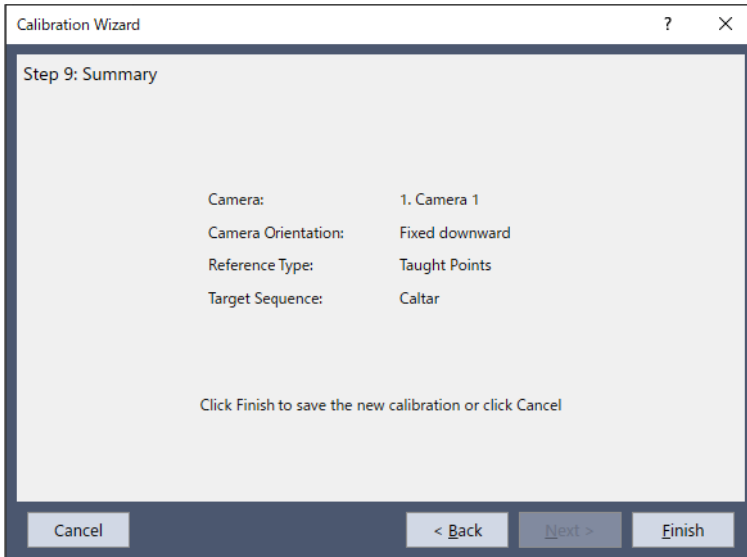 Calibration Wizard ? ×
Step 9: Summary
Camera: 1. Camera 1
Camera Orientation: Fixed downward
Reference Type: Taught Points
Target Sequence: Caltar
Click Finish to save the new calibration or click Cancel
Cancel < Back Next > Finish